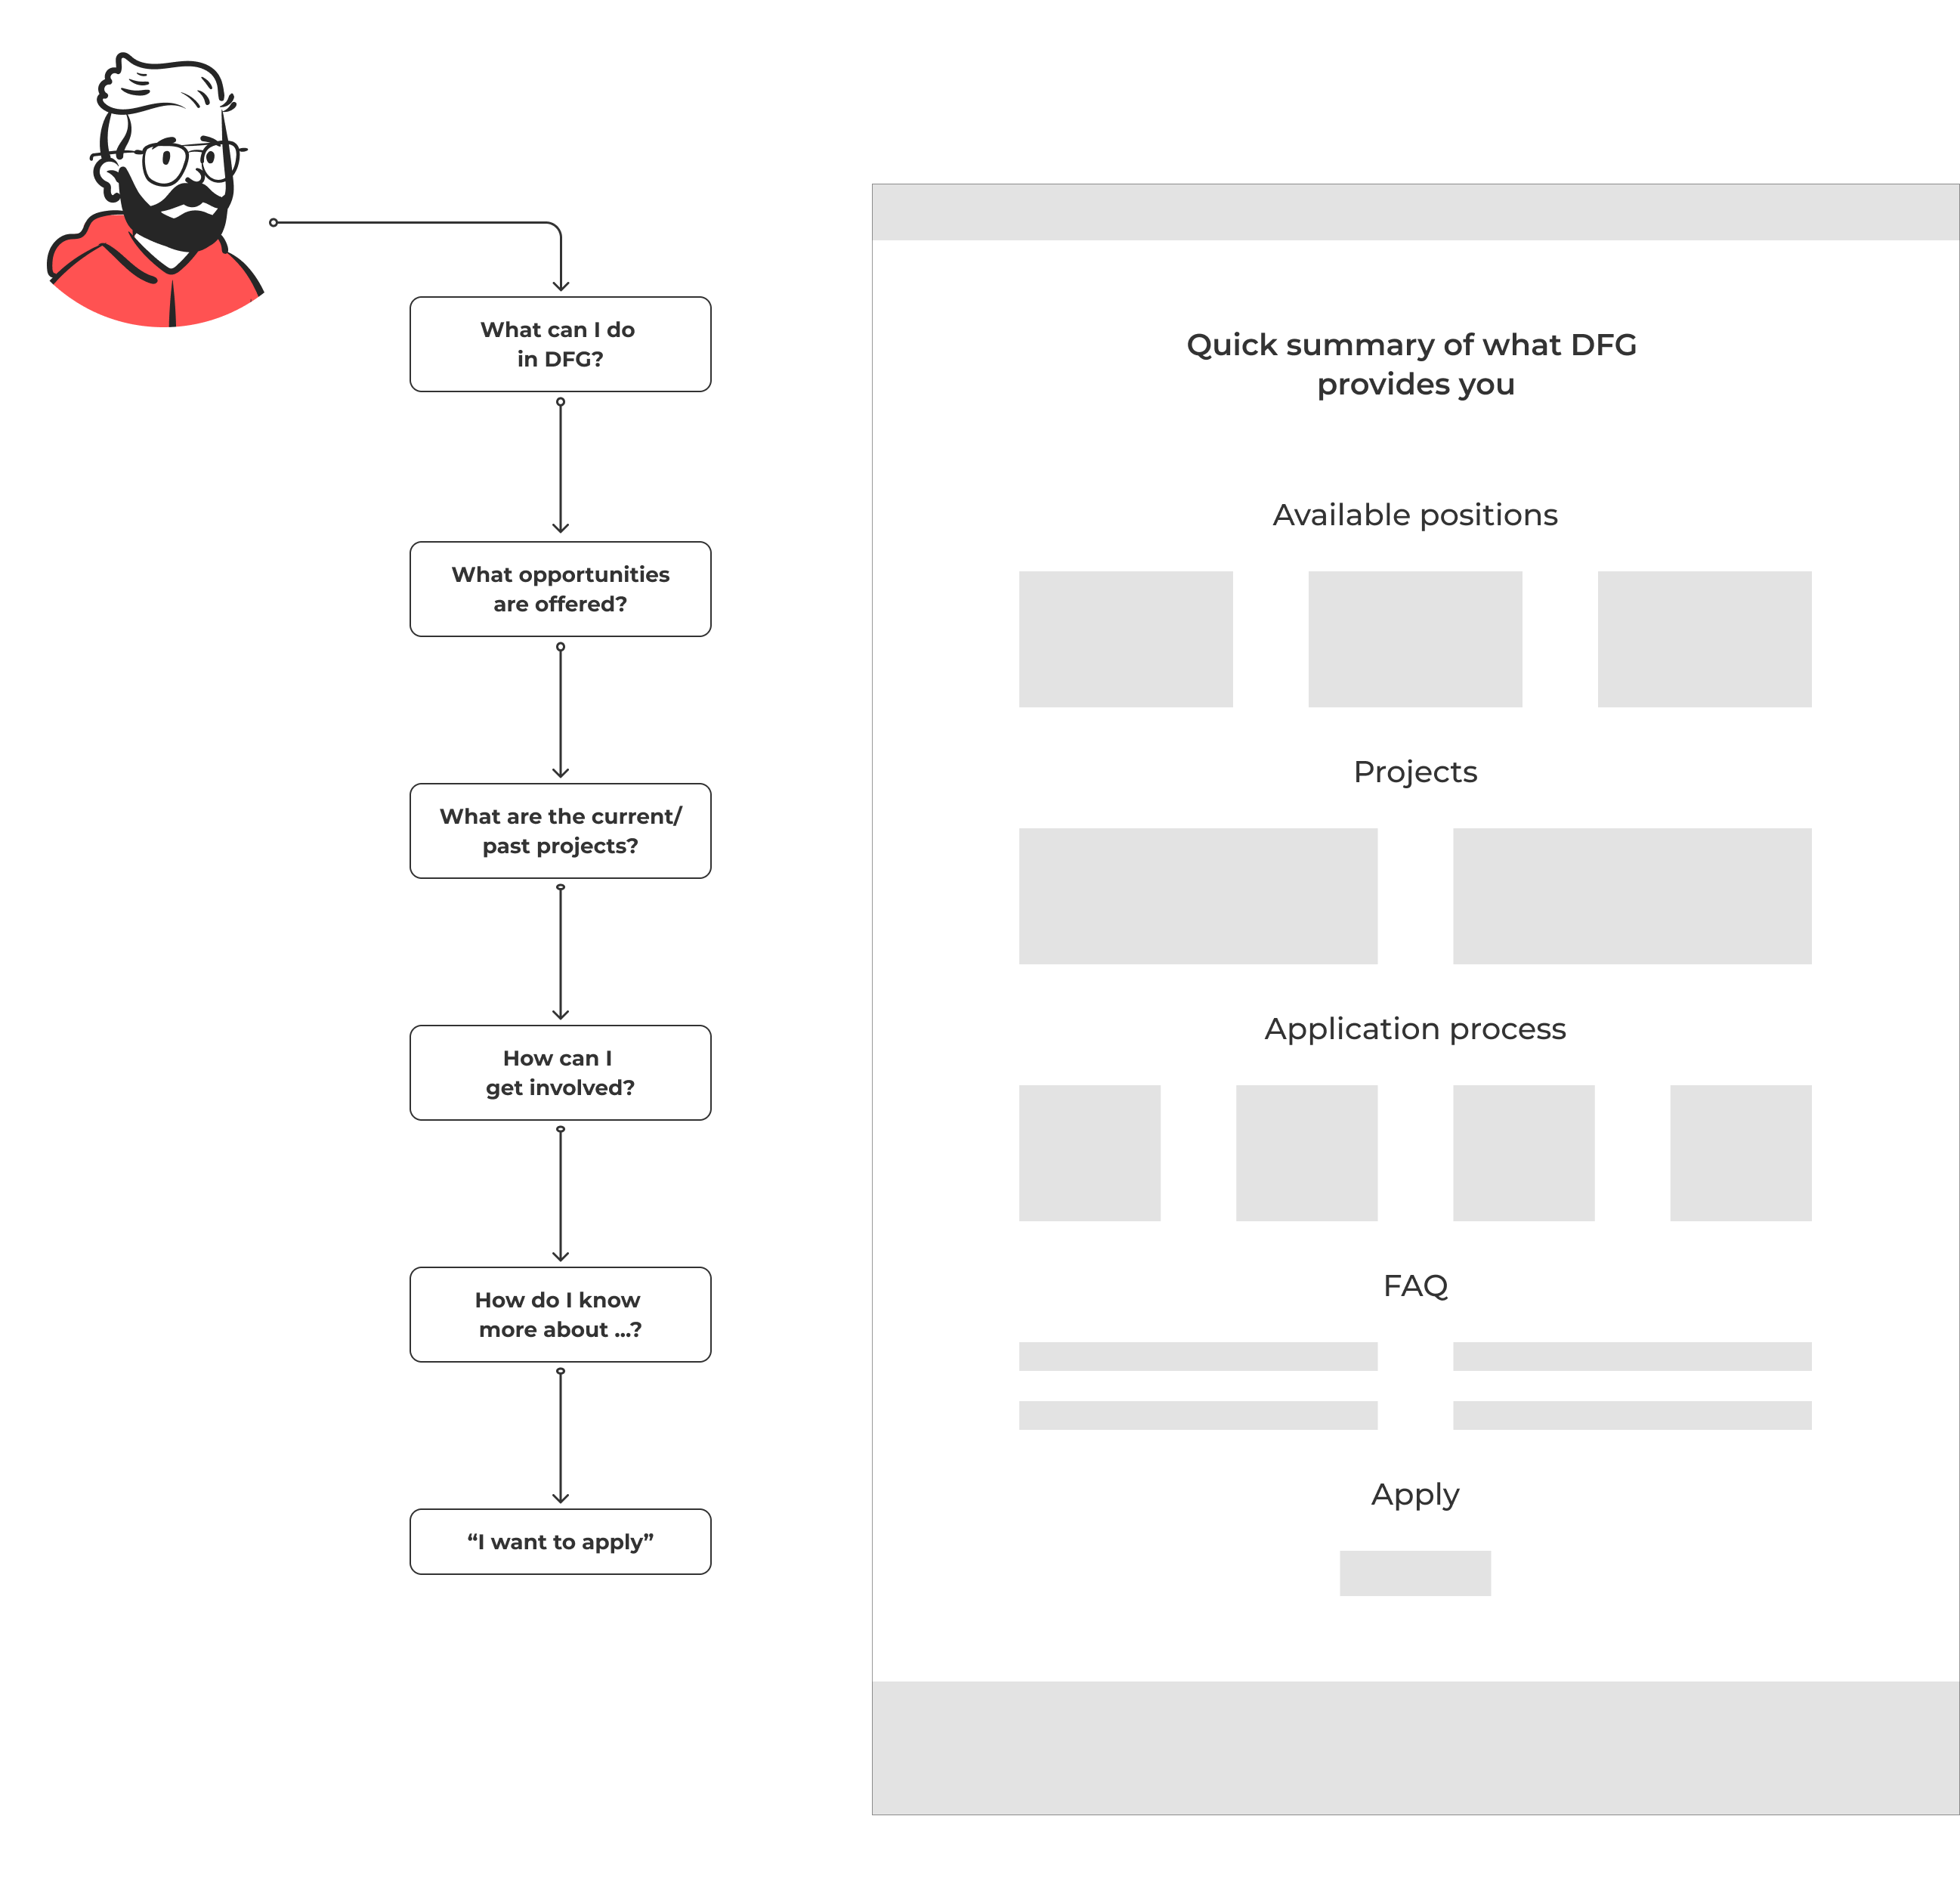 What can I do
in DFG?
What opportunities
are offered?
What are the current/
past projects?
How can I
get involved?
How do I know
more about ...?
“I want to apply”
Quick summary of what DFG
provides you
Available positions
Projects
Application process
FAQ
Apply